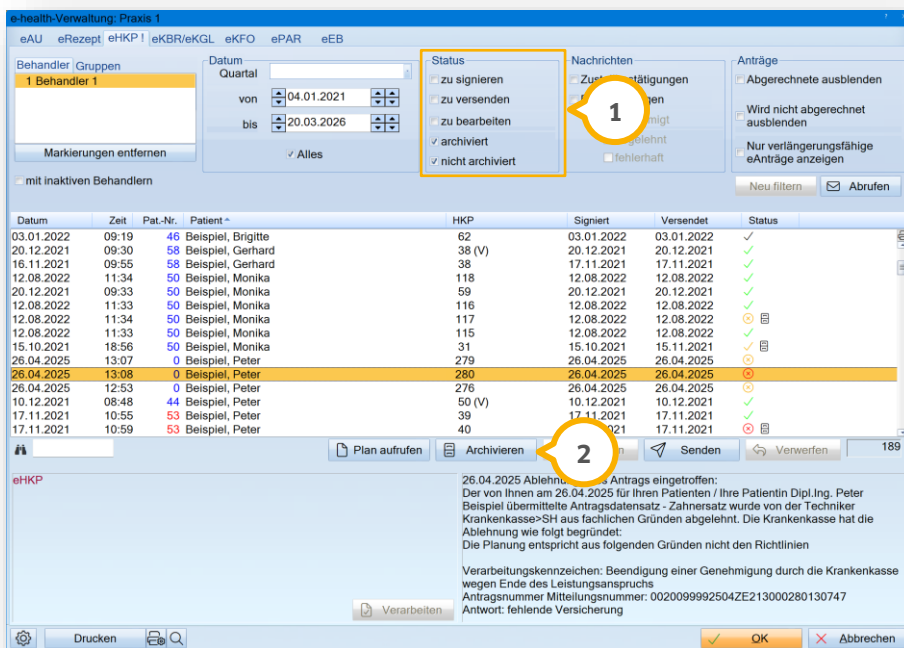 e-health-Verwaltung: Praxis 1
eAU eRezept eHKP ! eKBR/eKGL eKFO ePAR eEB
Behandler Gruppen
1 Behandler 1
Markierungen entfernen
mit inaktiven Behandlern
Datum
Quartal
von 04.01.2021
bis 20.03.2026
Alles
Status
zu signieren
zu versenden
zu bearbeiten
archiviert
nicht archiviert
1
Nachrichten
fehlerhaft
Anträge
Abgerechnete ausblenden
Wird nicht abgerechnet
ausblenden
Nur verlängerungsfähige
eAnträge anzeigen
Neu filtern Abrufen
Datum Zeit Pat.-Nr. Patient HKP Signiert Versendet Status
03.01.2022 09:19 46 Beispiel, Brigitte 62 03.01.2022 03.01.2022
20.12.2021 09:30 58 Beispiel, Gerhard 38 (V) 20.12.2021 20.12.2021
16.11.2021 09:55 58 Beispiel, Gerhard 38 17.11.2021 17.11.2021
12.08.2022 11:34 50 Beispiel, Monika 118 12.08.2022 12.08.2022
20.12.2021 09:33 50 Beispiel, Monika 59 20.12.2021 20.12.2021
12.08.2022 11:33 50 Beispiel, Monika 116 12.08.2022 12.08.2022
12.08.2022 11:34 50 Beispiel, Monika 117 12.08.2022 12.08.2022
12.08.2022 11:33 50 Beispiel, Monika 115 12.08.2022 12.08.2022
15.10.2021 18:56 50 Beispiel, Monika 31 15.10.2021 15.11.2021
26.04.2025 13:07 0 Beispiel, Peter 279 26.04.2025 26.04.2025
26.04.2025 13:08 0 Beispiel, Peter 280 26.04.2025 26.04.2025
26.04.2025 12:53 0 Beispiel, Peter 276 26.04.2025 26.04.2025
10.12.2021 08:48 44 Beispiel, Peter 50 (V) 10.12.2021 10.12.2021
17.11.2021 10:55 53 Beispiel, Peter 39 17.11.2021 17.11.2021
17.11.2021 10:59 53 Beispiel, Peter 40 17.11.2021
Plan aufrufen Archivieren 2 Senden Verwerfen 189
eHKP
Verarbeiten
26.04.2025 Antrags eingetroffen:
Der von Ihnen am 26.04.2025 für Ihren Patienten / Ihre Patientin Dipl.Ing. Peter
Beispiel übermittelte Antragsdatensatz - Zahnersatz wurde von der Techniker
Krankenkasse>SH aus fachlichen Gründen abgelehnt. Die Krankenkasse hat die
Ablehnung wie folgt begründet:
Die Planung entspricht aus folgenden Gründen nicht den Richtlinien
Verarbeitungskennzeichen: Beendigung einer Genehmigung durch die Krankenkasse
wegen Ende des Leistungsanspruchs
Antragsnummer Mitteilungsnummer: 0020099992504ZE213000280130747
Antwort: fehlende Versicherung
Drucken OK Abbrechen